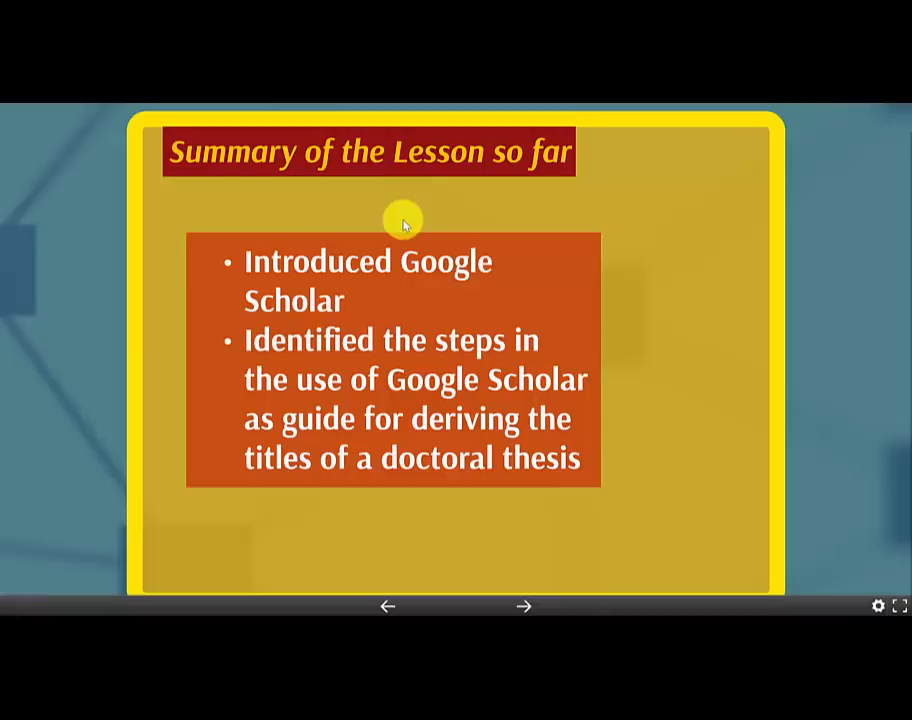 Summary of the Lesson so far
• Introduced Google
Scholar
• Identified the steps in
the use of Google Scholar
as guide for deriving the
titles of a doctoral thesis